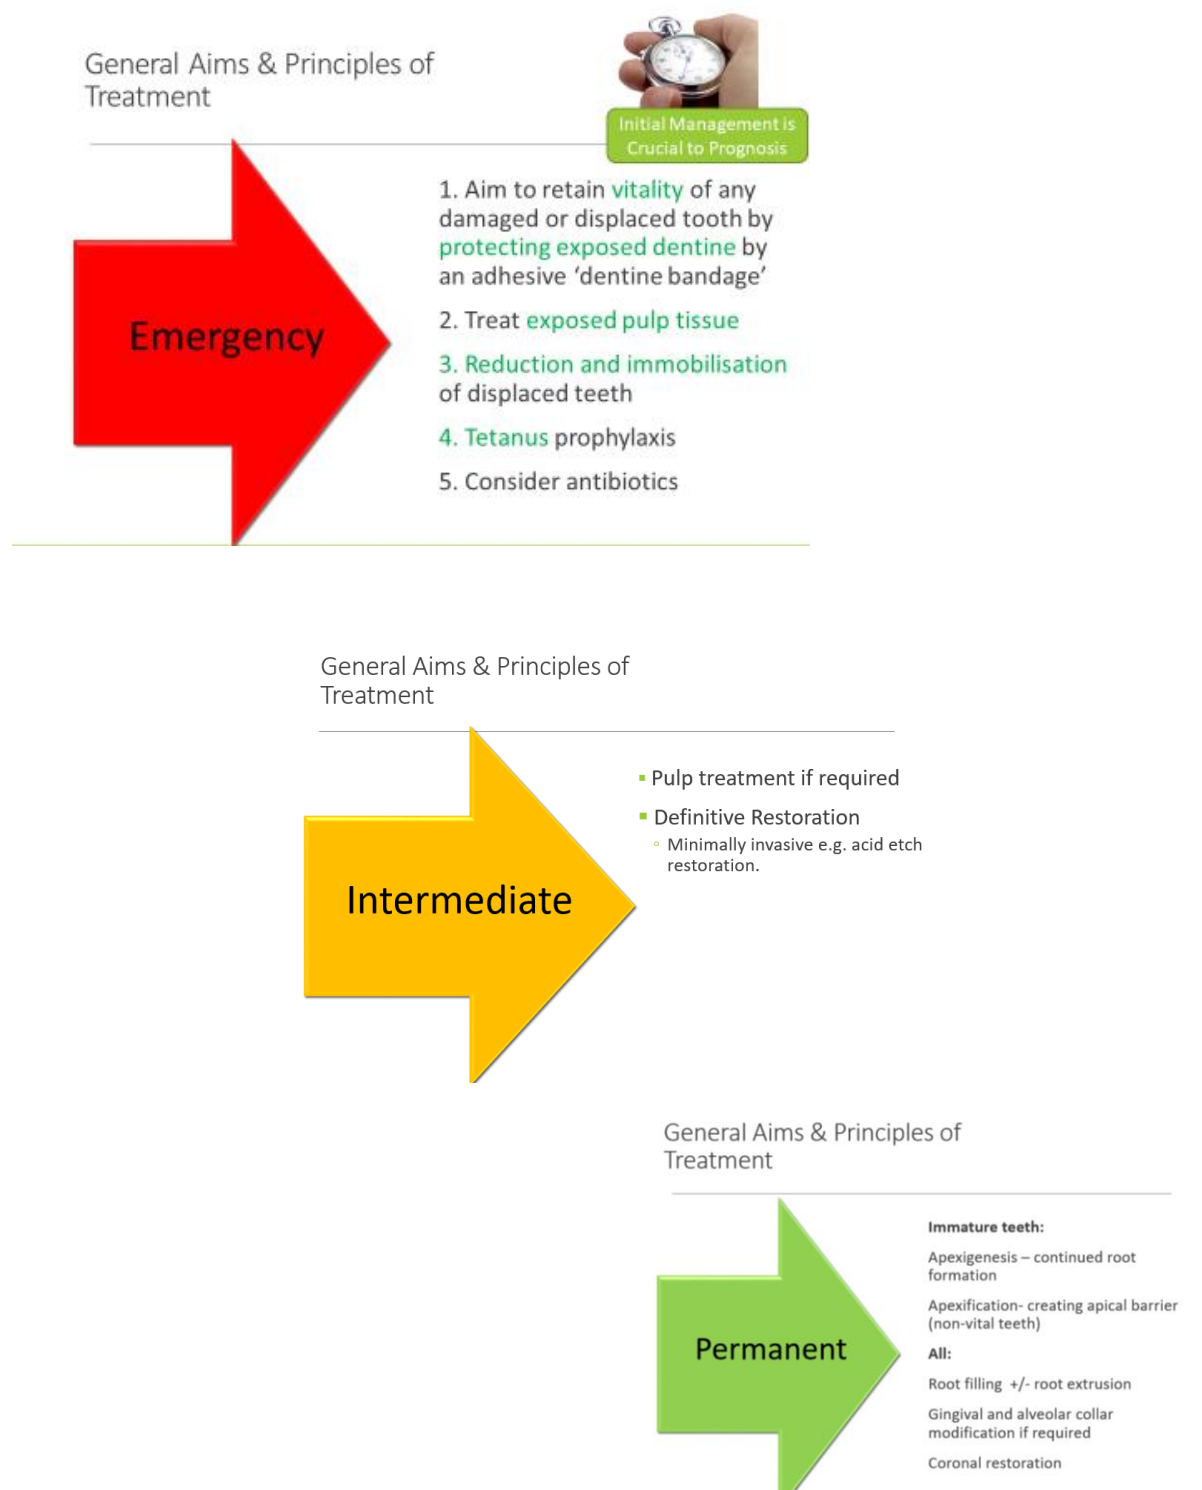 General Aims & Principles of
Treatment
Initial Management is
Crucial to Prognosis
Emergency
1. Aim to retain vitality of any
damaged or displaced tooth by
protecting exposed dentine by
an adhesive ‘dentine bandage’
2. Treat exposed pulp tissue
3. Reduction and immobilisation
of displaced teeth
4. Tetanus prophylaxis
5. Consider antibiotics
General Aims & Principles of
Treatment
Intermediate
▪ Pulp treatment if required
▪ Definitive Restoration
◦ Minimally invasive e.g. acid etch
restoration.
General Aims & Principles of
Treatment
Permanent
Immature teeth:
Apexigenesis – continued root
formation
Apexification- creating apical barrier
(non-vital teeth)
All:
Root filling +/- root extrusion
Gingival and alveolar collar
modification if required
Coronal restoration